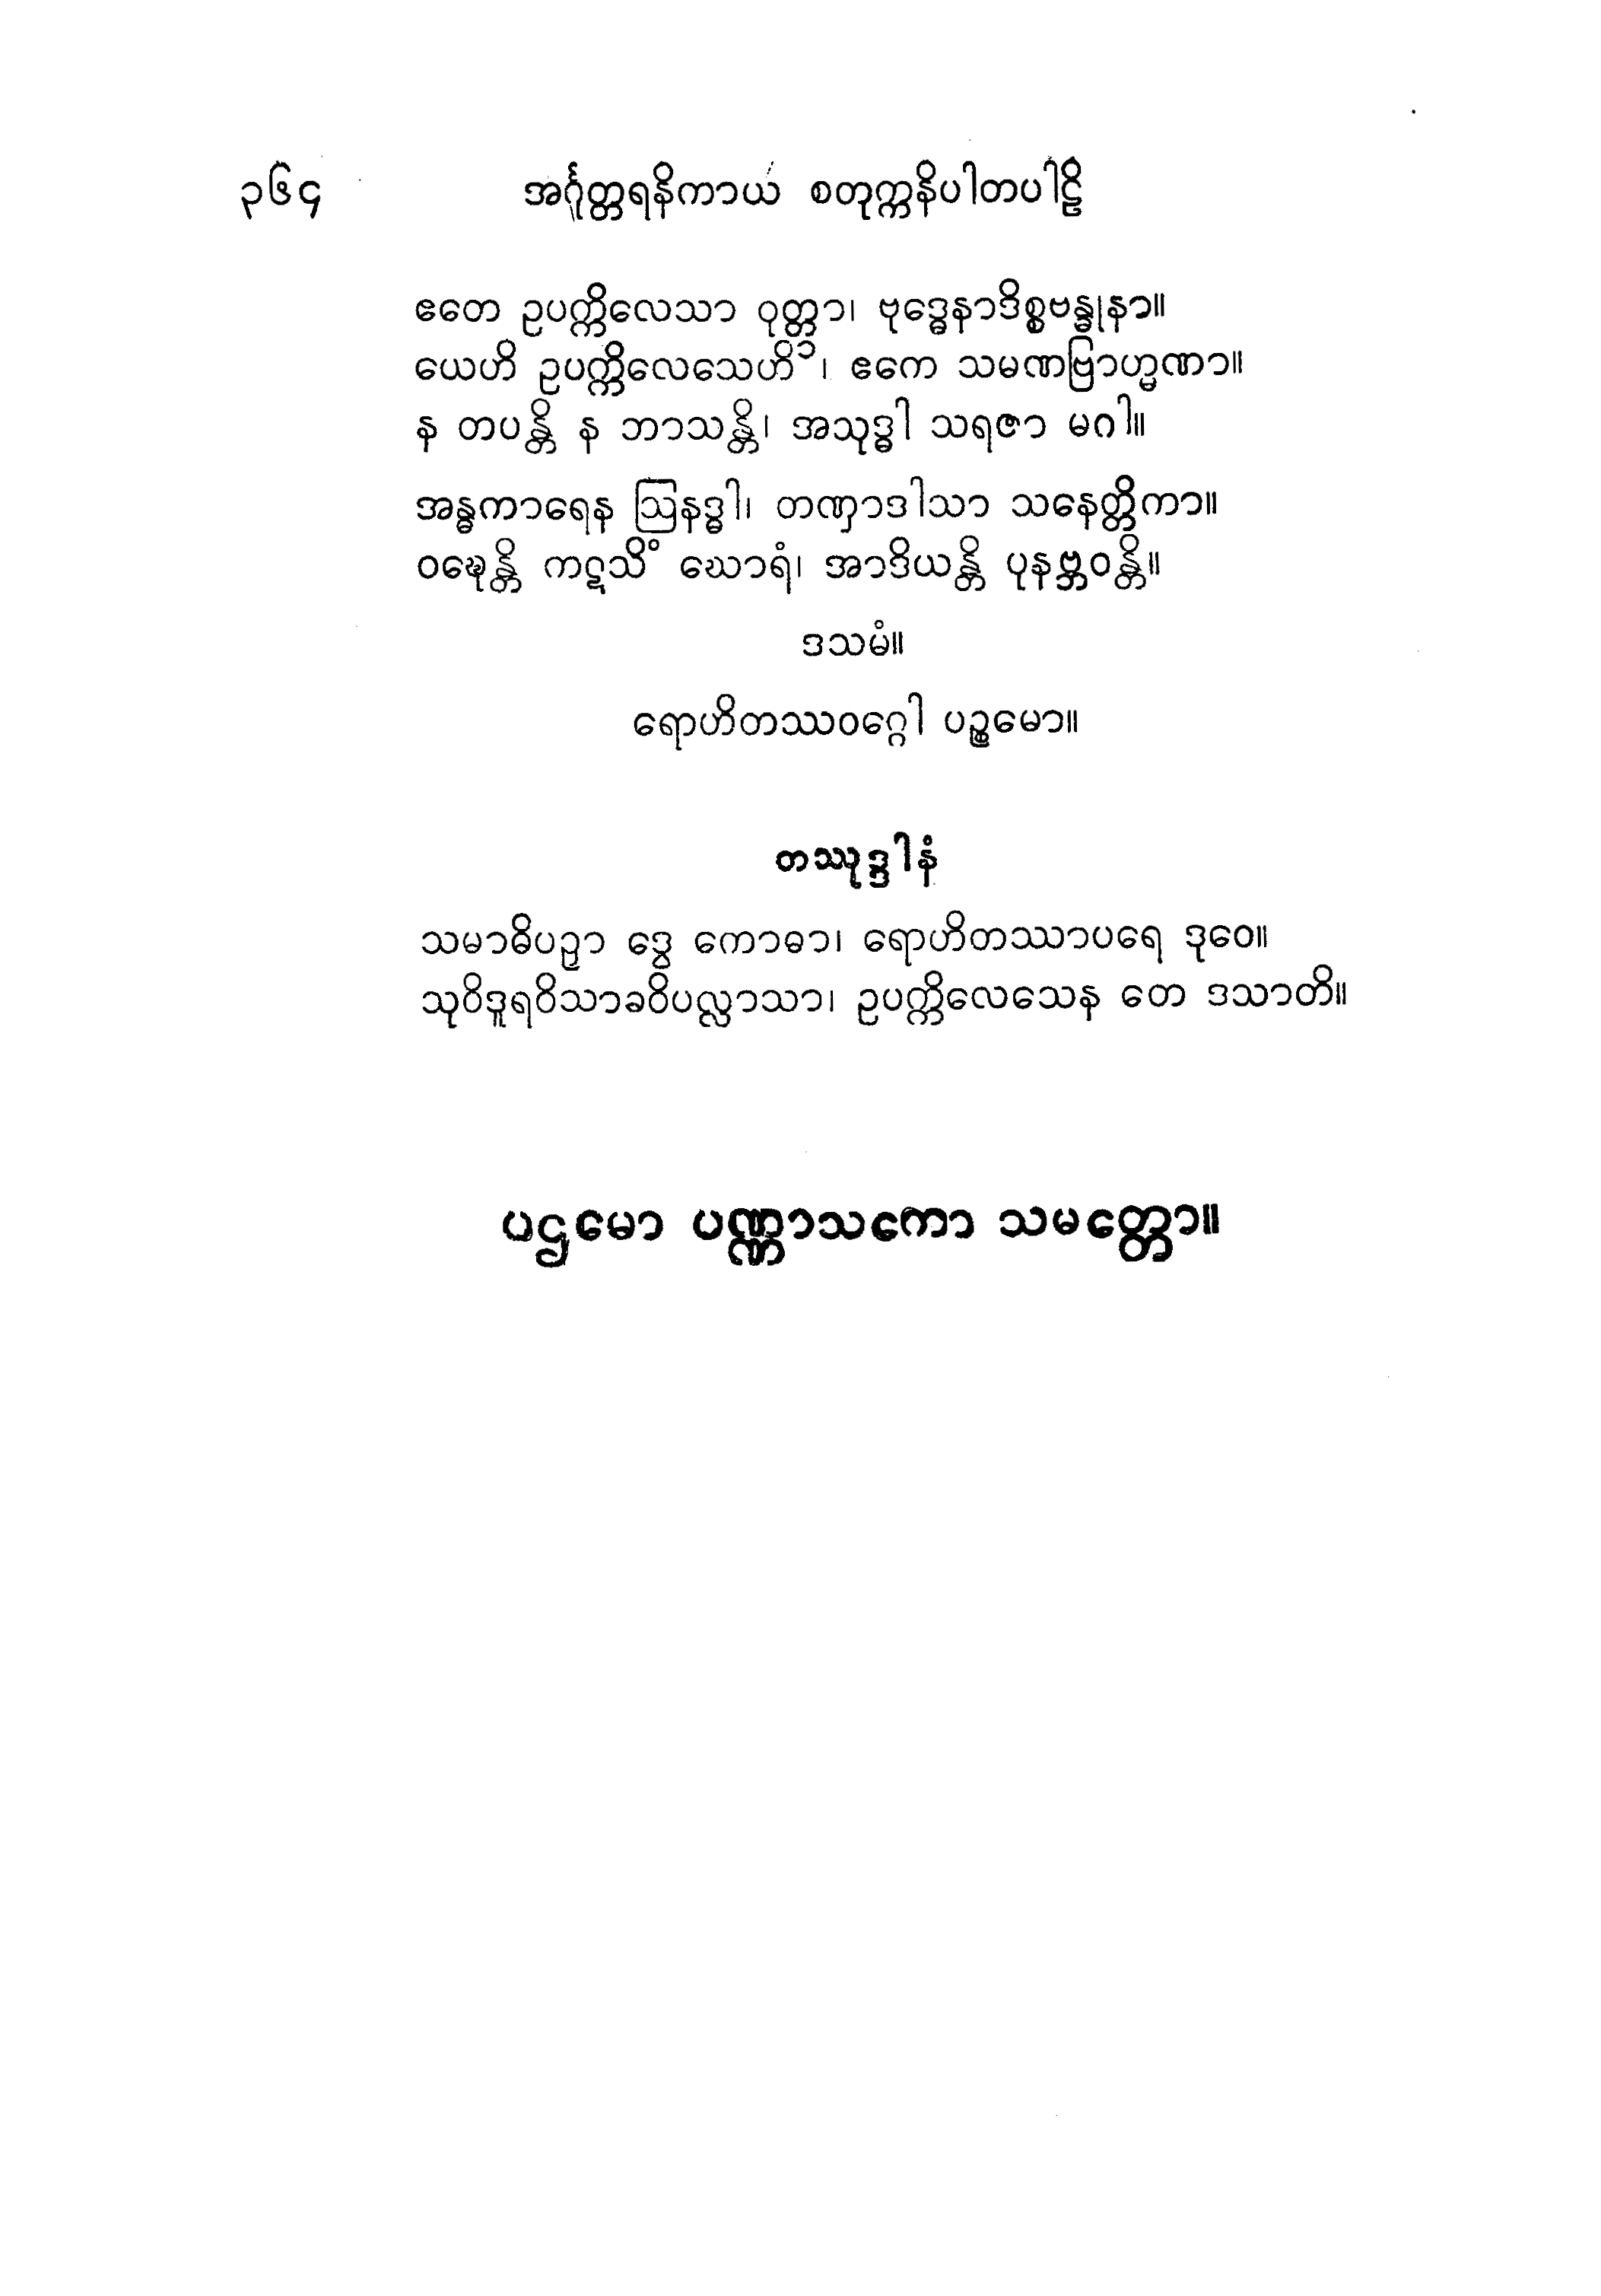 ၃၆၄ အင်္ဂုတ္တရနိကာယ စတုက္ကနိပါတပါဠိ
ဧတေ ဥပက္ကိလေသာ ဝုတ္တာ၊ ဗုဒ္ဓေနာဒိစ္စဗန္ဓုနာ။
ယေဟိ ဥပက္ကိလေသေဟိ၊ ဧကေ သမဏဗြာဟ္မဏာ။
န တပန္တိ န ဘာသန္တိ၊ အသုဒ္ဓါ သရဇာ မဂါ။
အန္ဓကာရေန ဩနဒ္ဓါ၊ တဏှာဒါသာ သနေတ္တိကာ။
ဝဍ္ဎေန္တိ ကဋသိံ ဃောရံ၊ အာဒိယန္တိ ပုနဗ္ဘဝန္တိ။
ဒသမံ။
ရောဟိတဿဝဂ္ဂေါ ပဉ္စမော။
တဿုဒ္ဒါနံ
သမာဓိပဉှာ ဒွေ ကောဓာ၊ ရောဟိတဿာပရေ ဒုဝေ။
သုဝိဒူရဝိသာခဝိပလ္လာသာ၊ ဥပက္ကိလေသေန တေ ဒသာတိ။
ပဌမော ပဏ္ဏာသကော သမတ္တော။